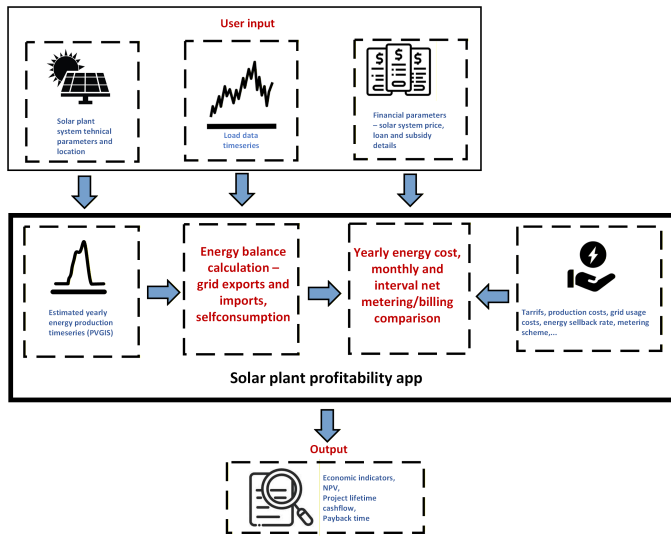 User input
Solar plant
system tehnical
parameters and
location
Load data
timeseries
Financial parameters
– solar system price,
loan and subsidy
details
Estimated yearly
energy production
timeseries (PVGIS)
Energy balance
calculation –
grid exports and
imports,
selfconsumption
Yearly energy cost,
monthly and
interval net
metering/billing
comparison
Tarrifs, production costs, grid usage
costs, energy sellback rate, metering
scheme,...
Solar plant profitability app
Output
Economic indicators,
NPV,
Project lifetime
cashflow,
Payback time